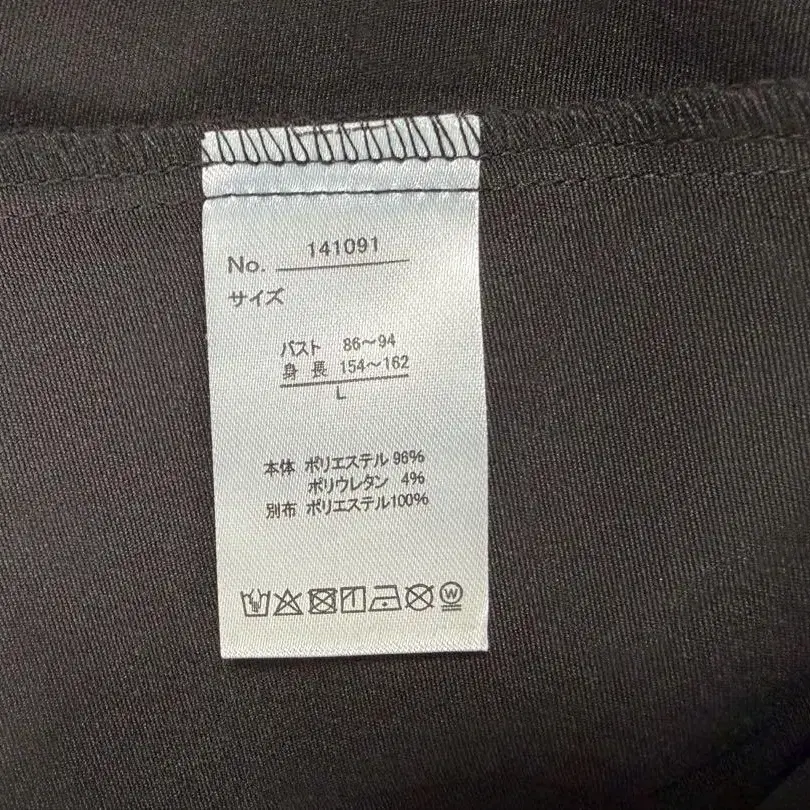 No. 141091
サイズ
バスト 86～94
身長 154～162
L
本体 ポリエステル 96%
ポリウレタン 4%
別布 ポリエステル100%
W